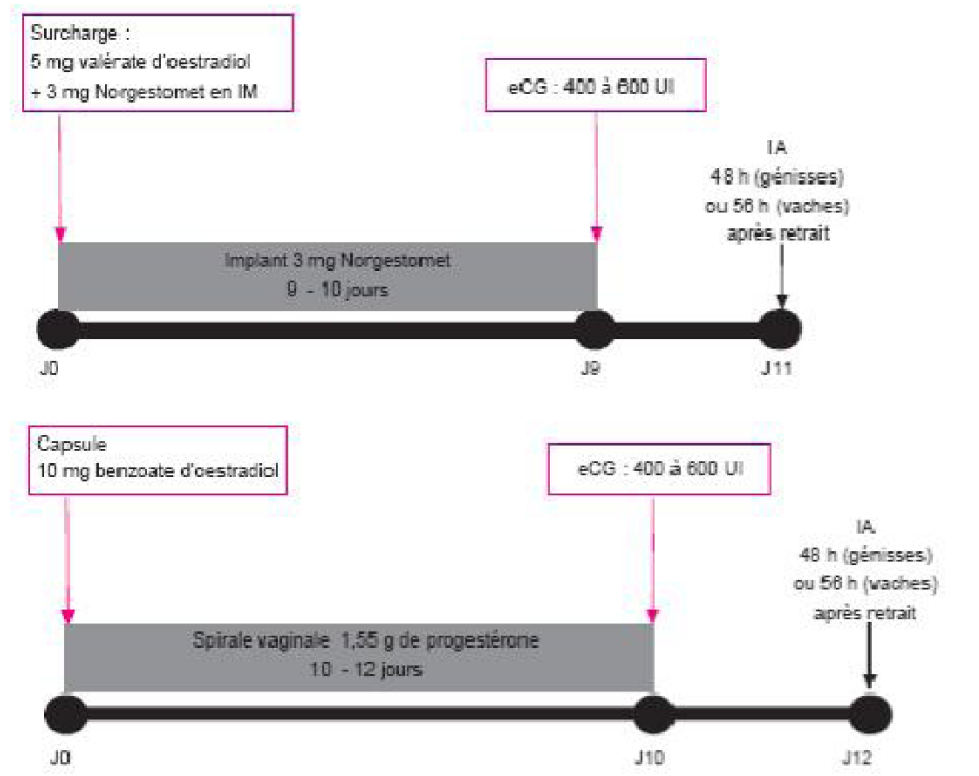 Surcharge :
5 mg valérate d'oestradiol
+ 3 mg Norgestomet en IM
eCG : 400 à 600 UI
IA
48 h (génisses)
ou 56 h (vaches)
après retrait
Implant 3 mg Norgestomet
9 - 10 jours
J0
J9
J11
Capsule
10 mg benzoate d'oestradiol
eCG : 400 à 600 UI
IA
48 h (génisses)
ou 56 h (vaches)
après retrait
Spirale vaginale 1,55 g de progestérone
10 - 12 jours
J0
J10
J12